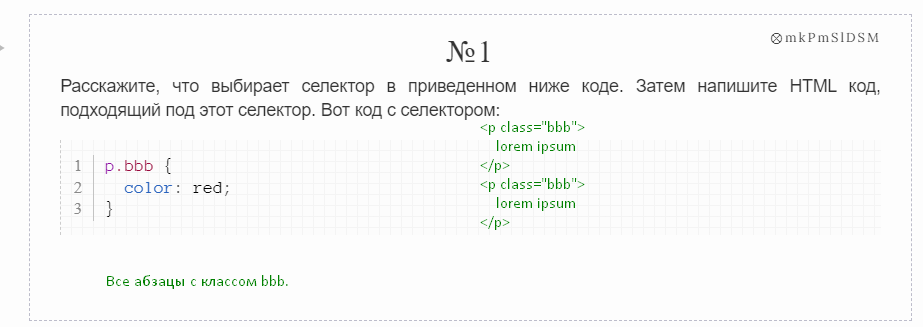 ⊗mkPmSlDSM
№1
Расскажите, что выбирает селектор в приведенном ниже коде. Затем напишите HTML код,
подходящий под этот селектор. Вот код с селектором:
<p class="bbb">
lorem ipsum
</p>
<p class="bbb">
lorem ipsum
</p>
1 p.bbb {
2 color: red;
3 }
Все абзацы с классом bbb.